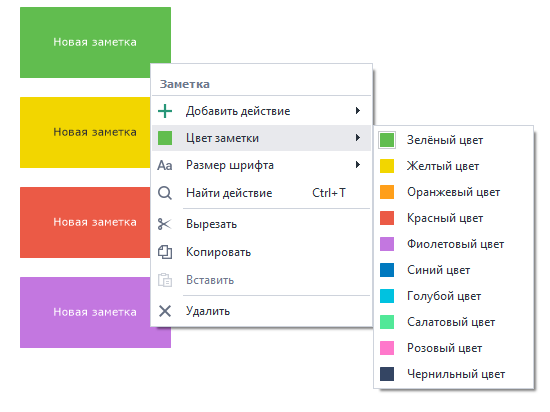 Новая заметка
Новая заметка
Новая заметка
Новая заметка
Заметка
Добавить действие
Цвет заметки
Aa Размер шрифта
Найти действие Ctrl+T
Вырезать
Копировать
Вставить
Удалить
Зелёный цвет
Желтый цвет
Оранжевый цвет
Красный цвет
Фиолетовый цвет
Синий цвет
Голубой цвет
Салатовый цвет
Розовый цвет
Чернильный цвет